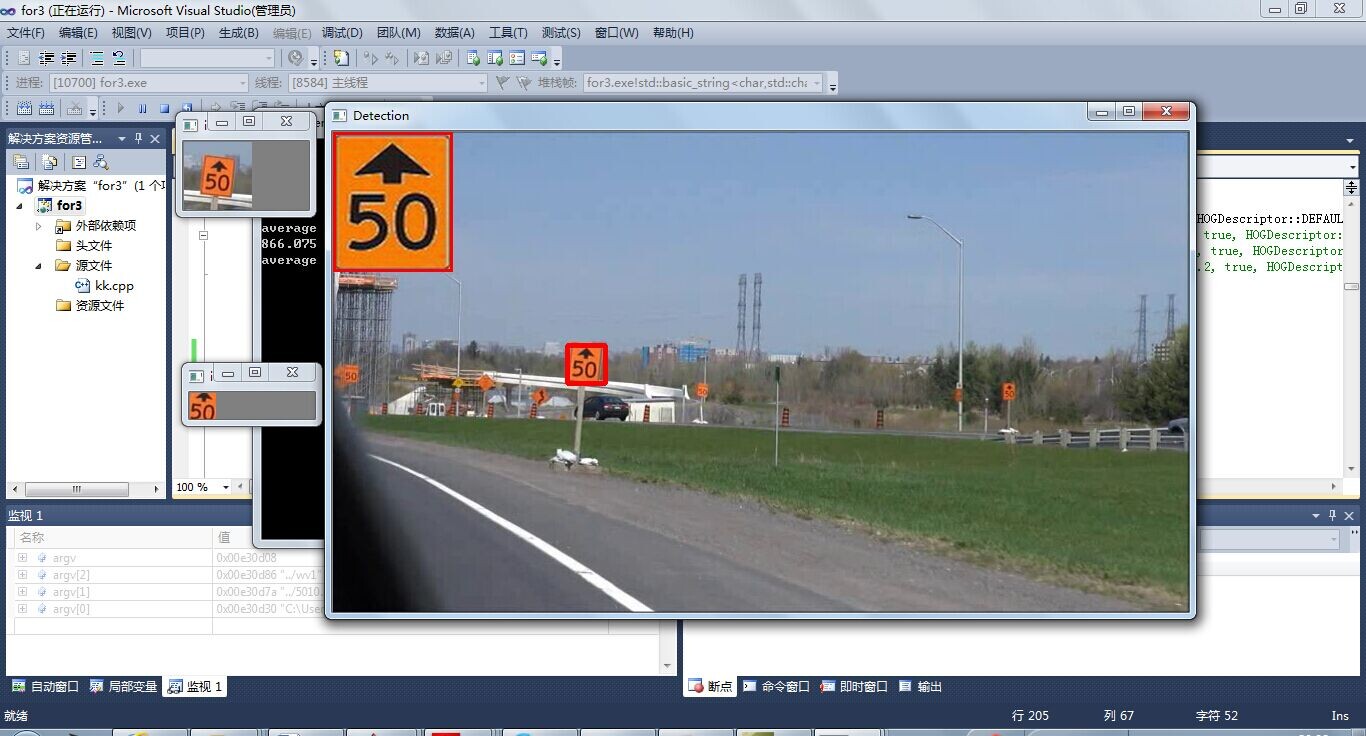 for3 (正在运行) - Microsoft Visual Studio(管理员)
文件(F) 编辑(E) 视图(V) 项目(P) 生成(B) 编辑(E) 调试(D) 团队(M) 数据(A) 工具(T) 测试(S) 窗口(W) 帮助(H)
进程: [10700] for3.exe 线程: [8584] 主线程 堆栈帧: for3.exe!std::basic_string<char,std::cha
Detection
解决方案资源管...
解决方案 "for3" (1 个项
for3
外部依赖项
头文件
源文件
kk.cpp
资源文件
50
50
average
866.075
average
50
50
50
50
50
HOGDescriptor::DEFAUL
true, HOGDescriptor:
, true, HOGDescriptor
.2, true, HOGDescript
100 %
监视 1
名称 值
argv 0x00e30d08
argv[2] 0x00e30d86 "../wv1"
argv[1] 0x00e30d7a "../5010.
argv[0] 0x00e30d30 "C:\User
自动窗口 局部变量 监视 1
断点 命令窗口 即时窗口 输出
就绪 行 205 列 67 字符 52 Ins